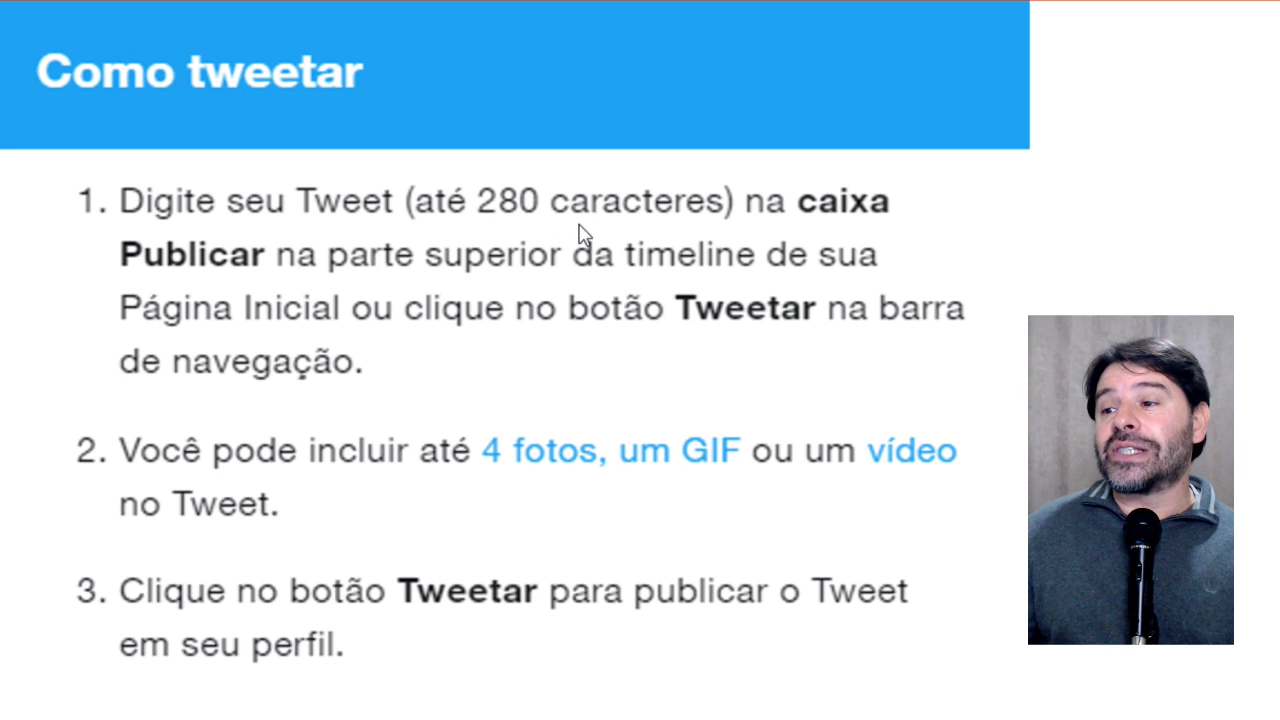 Como tweetar
1. Digite seu Tweet (até 280 caracteres) na caixa
Publicar na parte superior da timeline de sua
Página Inicial ou clique no botão Tweetar na barra
de navegação.
2. Você pode incluir até 4 fotos, um GIF ou um vídeo
no Tweet.
3. Clique no botão Tweetar para publicar o Tweet
em seu perfil.